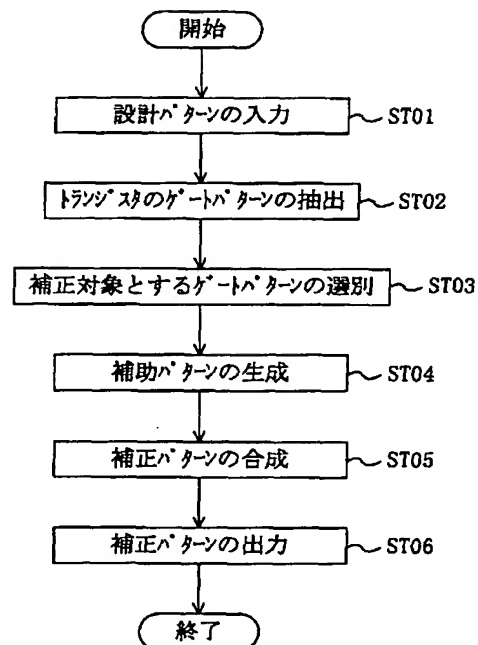 開始
設計ﾊﾟﾀｰﾝの入力 ST01
ﾄﾗﾝｼﾞｽﾀのｹﾞｰﾄﾊﾟﾀｰﾝの抽出 ST02
補正対象とするｹﾞｰﾄﾊﾟﾀｰﾝの選別 ST03
補助ﾊﾟﾀｰﾝの生成 ST04
補正ﾊﾟﾀｰﾝの合成 ST05
補正ﾊﾟﾀｰﾝの出力 ST06
終了